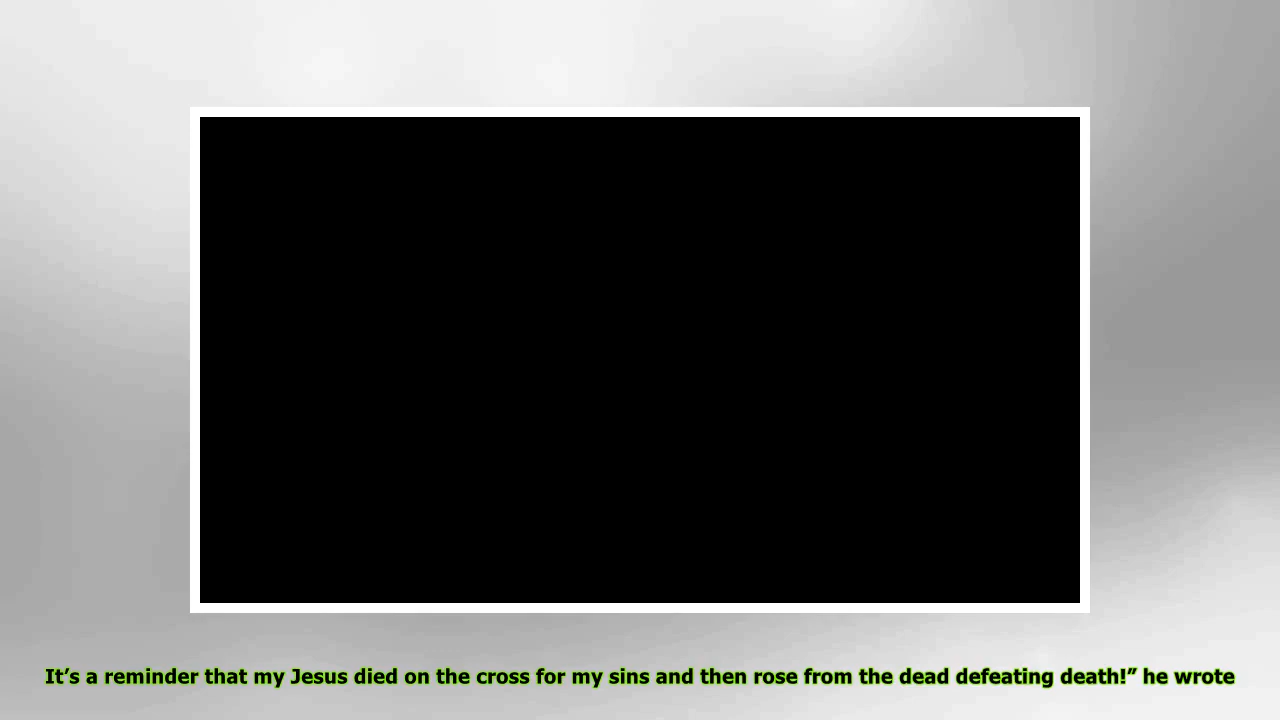 It’s a reminder that my Jesus died on the cross for my sins and then rose from the dead defeating death!” he wrote